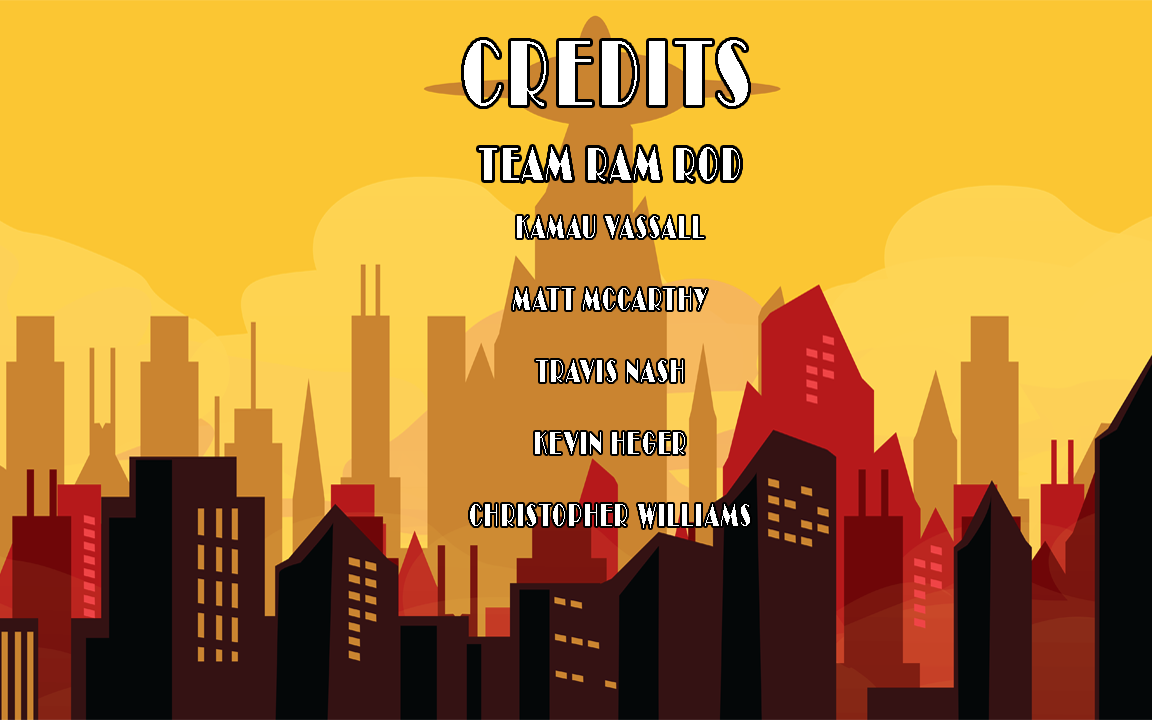 CREDITS
TEAM RAM ROD
KAMAU VASSALL
MATT MCCARTHY
TRAVIS NASH
KEVIN HEGER
CHRISTOPHER WILLIAMS